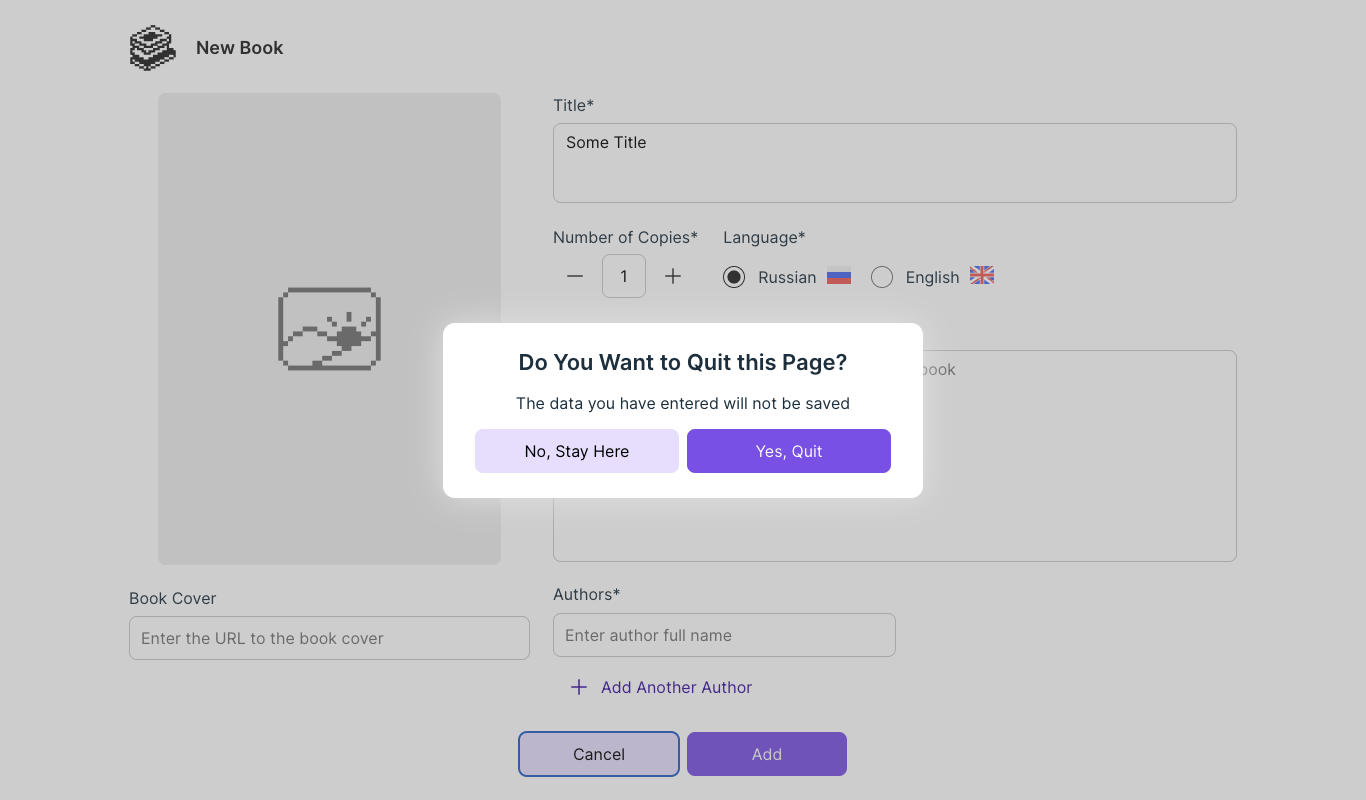 New Book
Title*
Some Title
Number of Copies*
Language*
1
Russian
English
Do You Want to Quit this Page?
The data you have entered will not be saved
No, Stay Here
Yes, Quit
Book Cover
Enter the URL to the book cover
Authors*
Enter author full name
Add Another Author
Cancel
Add